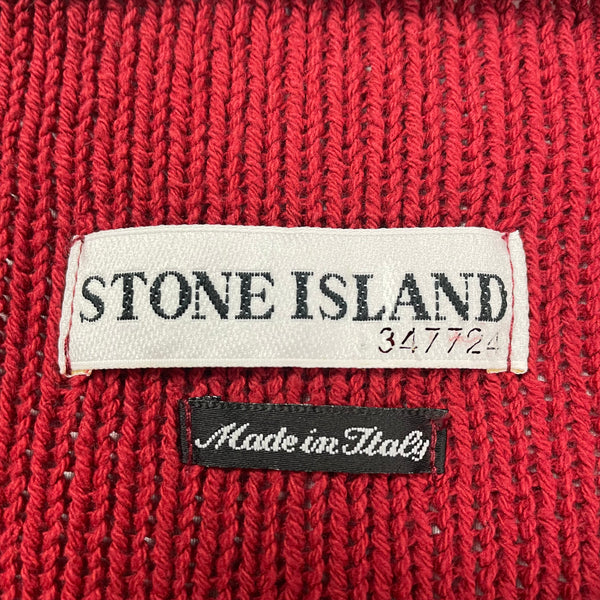 STONE ISLAND
347724
Made in Italy